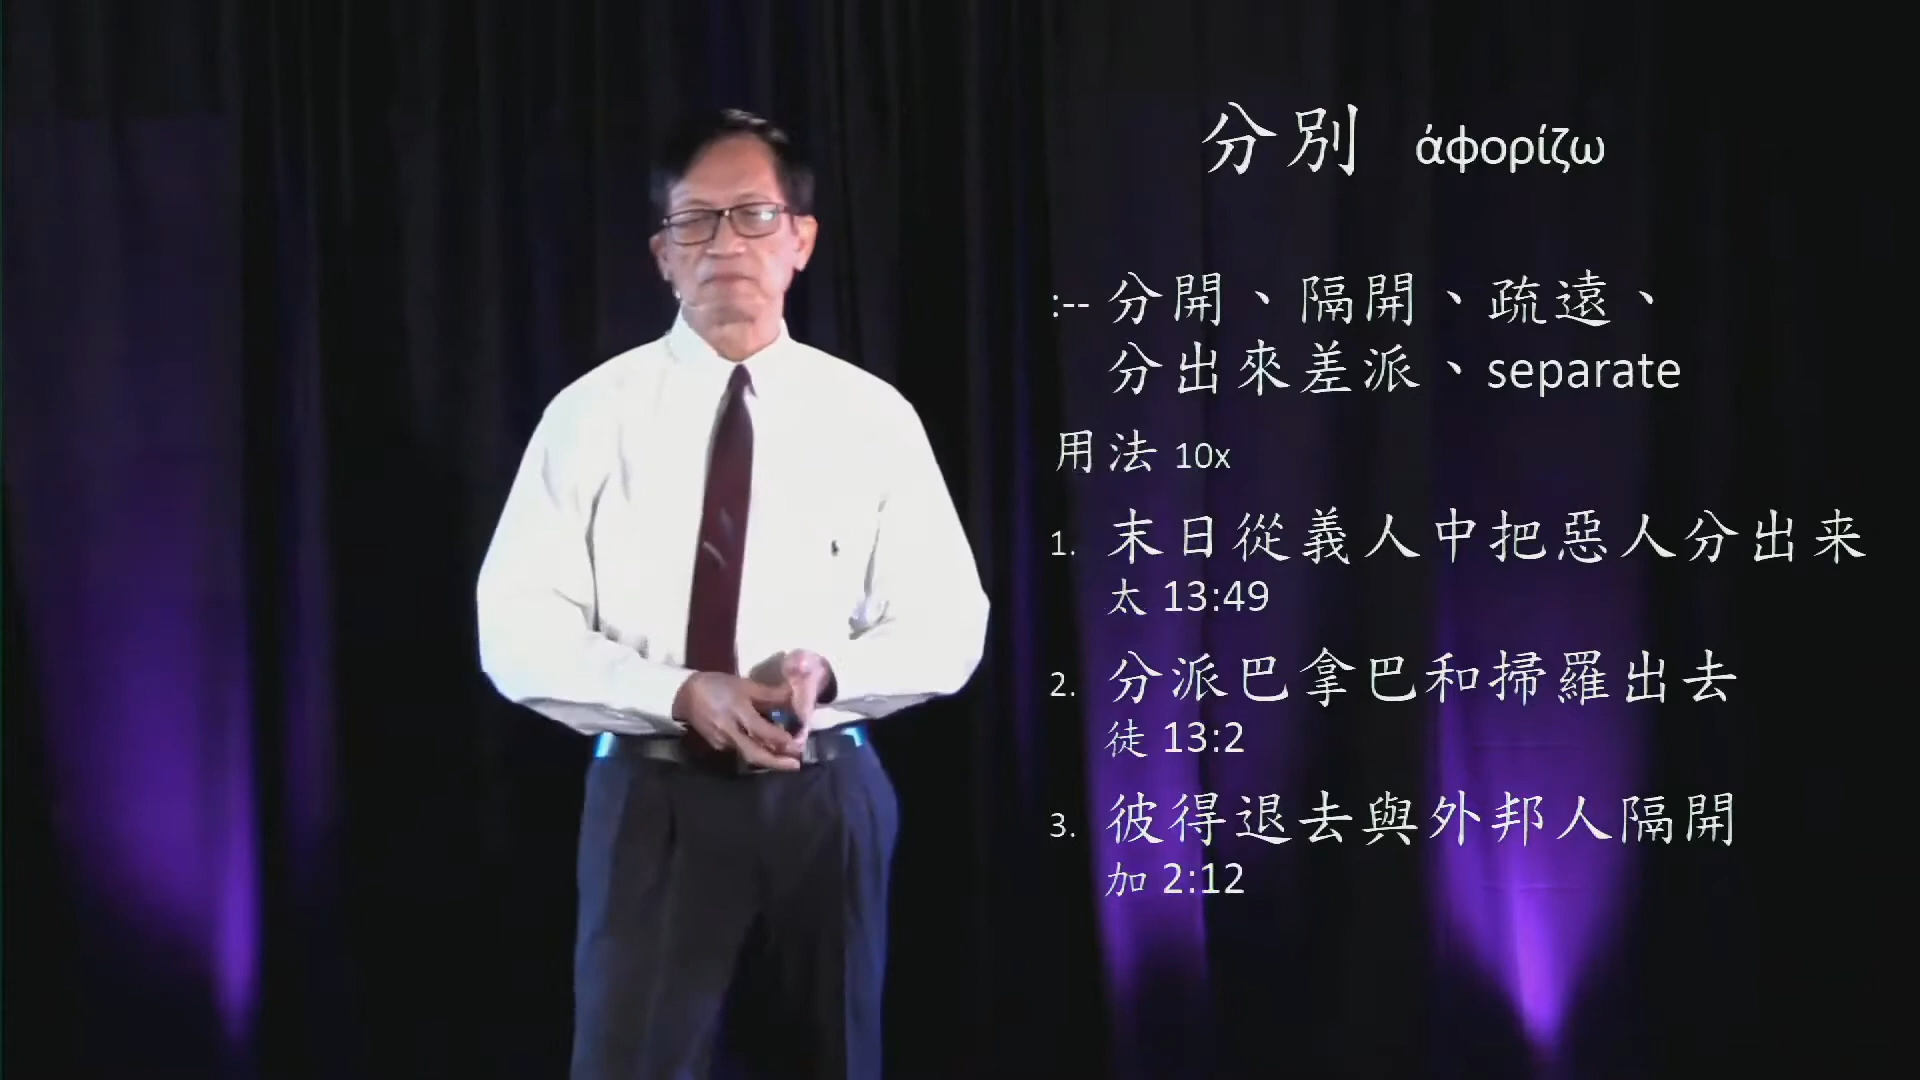 分別 άφορίζω
:-- 分開、隔開、疏遠、
分出來差派、separate
用法 10x
1. 末日從義人中把惡人分出来
太 13:49
2. 分派巴拿巴和掃羅出去
徒 13:2
3. 彼得退去與外邦人隔開
加 2:12